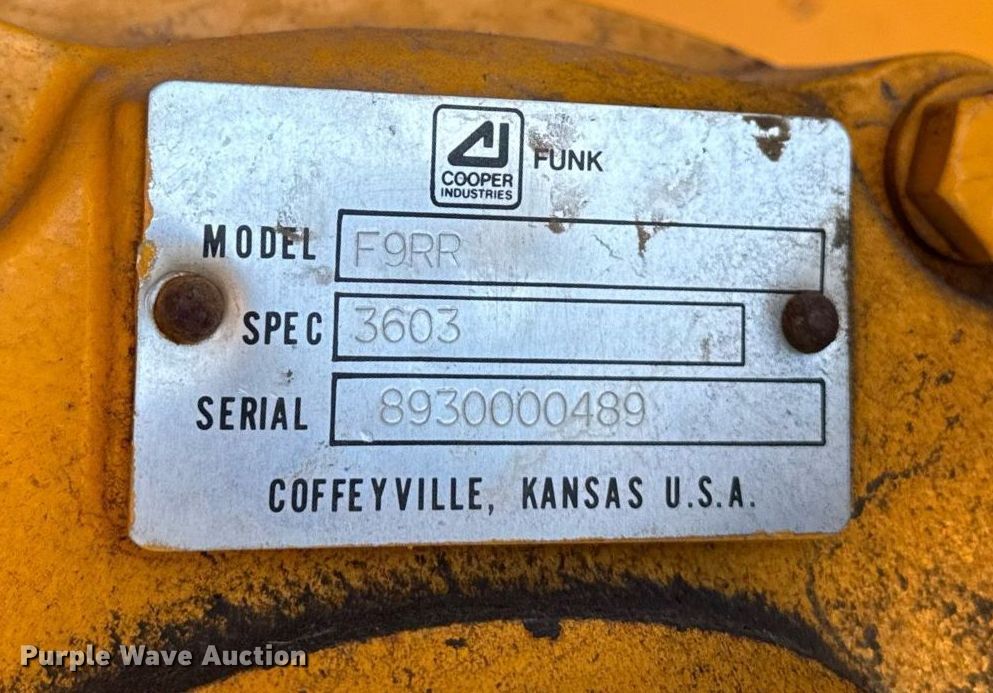 COOPER
INDUSTRIES
FUNK
MODEL F9RR
SPEC 3603
SERIAL 8930000489
COFFEYVILLE, KANSAS U.S.A.
Purple Wave Auction